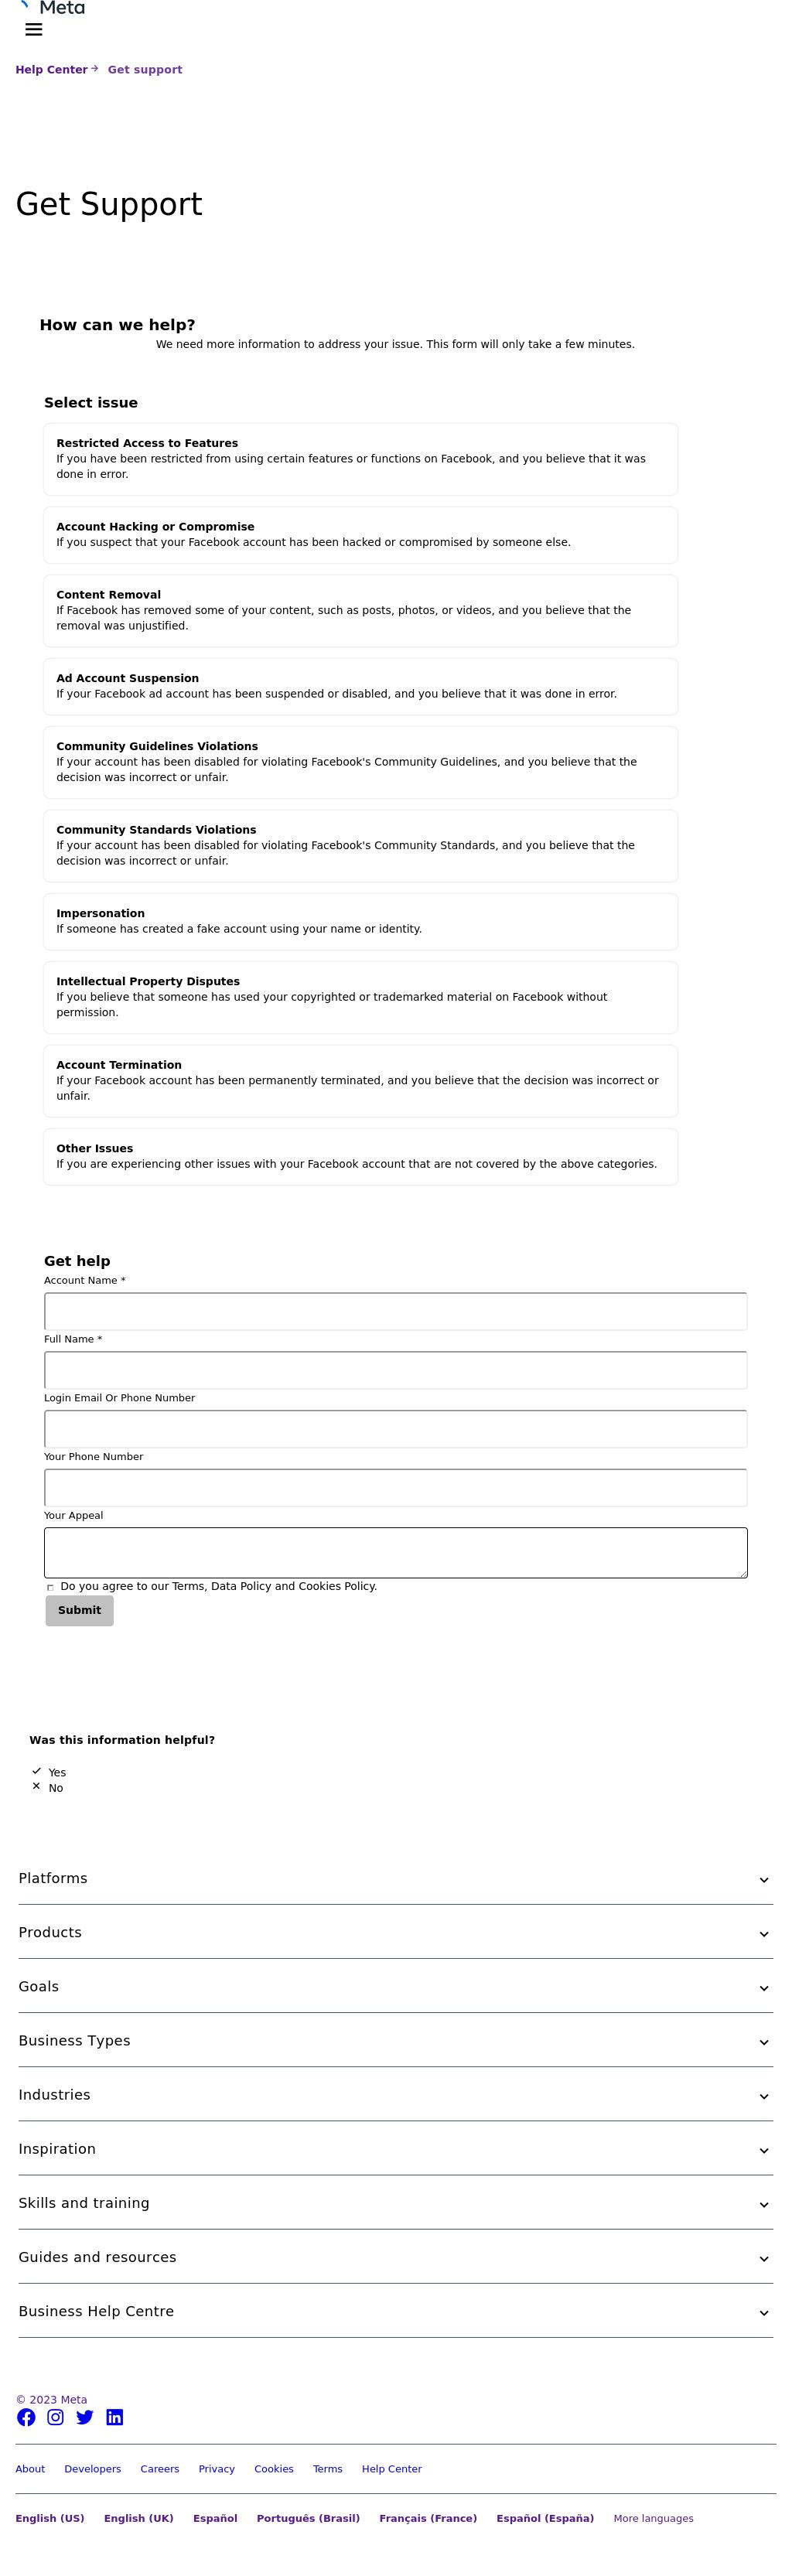 Meta
Help Center
Get support
Get Support
How can we help?
We need more information to address your issue. This form will only take a few minutes.
Select issue
Restricted Access to Features
If you have been restricted from using certain features or functions on Facebook, and you believe that it was
done in error.
Account Hacking or Compromise
If you suspect that your Facebook account has been hacked or compromised by someone else.
Content Removal
If Facebook has removed some of your content, such as posts, photos, or videos, and you believe that the
removal was unjustified.
Ad Account Suspension
If your Facebook ad account has been suspended or disabled, and you believe that it was done in error.
Community Guidelines Violations
If your account has been disabled for violating Facebook's Community Guidelines, and you believe that the
decision was incorrect or unfair.
Community Standards Violations
If your account has been disabled for violating Facebook's Community Standards, and you believe that the
decision was incorrect or unfair.
Impersonation
If someone has created a fake account using your name or identity.
Intellectual Property Disputes
If you believe that someone has used your copyrighted or trademarked material on Facebook without
permission.
Account Termination
If your Facebook account has been permanently terminated, and you believe that the decision was incorrect or
unfair.
Other Issues
If you are experiencing other issues with your Facebook account that are not covered by the above categories.
Get help
Account Name *
Full Name *
Login Email Or Phone Number
Your Phone Number
Your Appeal
Do you agree to our Terms, Data Policy and Cookies Policy.
Submit
Was this information helpful?
Yes
No
Platforms
Products
Goals
Business Types
Industries
Inspiration
Skills and training
Guides and resources
Business Help Centre
© 2023 Meta
About Developers Careers Privacy Cookies Terms Help Center
English (US) English (UK) Español Português (Brasil) Français (France) Español (España) More languages